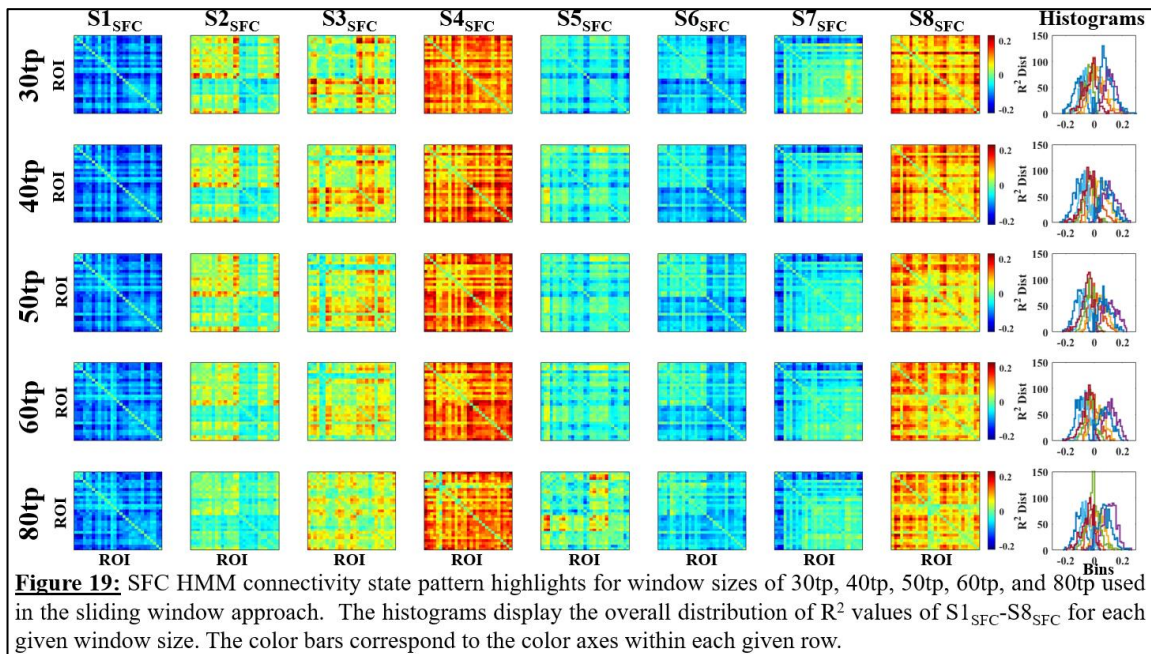 S1SFC S2SFC S3SFC S4SFC S5SFC S6SFC S7SFC S8SFC Histograms
30tp ROI 0.2 0 -0.2 R² Dist 150 100 50 0 -0.2 0 0.2
40tp ROI 0.2 0 -0.2 R² Dist 150 100 50 0 -0.2 0 0.2
50tp ROI 0.2 0 -0.2 R² Dist 150 100 50 0 -0.2 0 0.2
60tp ROI 0.2 0 -0.2 R² Dist 150 100 50 0 -0.2 0 0.2
80tp ROI 0.2 0 -0.2 R² Dist 150 100 50 0 -0.2 0 0.2
ROI ROI ROI ROI ROI ROI ROI ROI Bins
Figure 19: SFC HMM connectivity state pattern highlights for window sizes of 30tp, 40tp, 50tp, 60tp, and 80tp used
in the sliding window approach. The histograms display the overall distribution of R² values of S1SFC-S8SFC for each
given window size. The color bars correspond to the color axes within each given row.